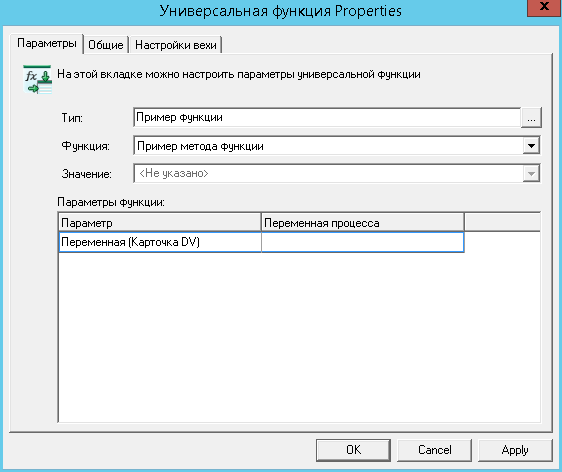 Универсальная функция Properties
X
Параметры Общие Настройки вехи
На этой вкладке можно настроить параметры универсальной функции
Тип: Пример функции ...
Функция: Пример метода функции
Значение: <Не указано>
Параметры функции:
Параметр Переменная процесса
Переменная (Карточка DV)
OK Cancel Apply